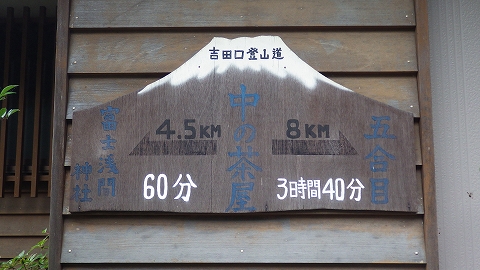 吉田口登山道
富士浅間
神社
4.5KM
60分
中の茶屋
8KM
3時間40分
五合目